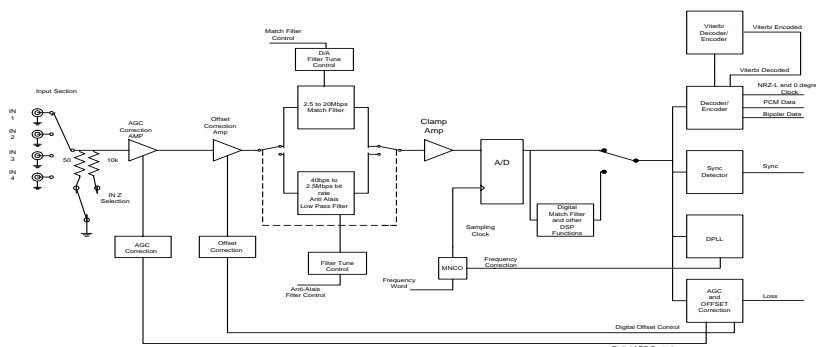 Match Filter
Control
D/A
Filter Tune
Control
Viterbi
Decoder/
Encoder
Viterbi Encoded
Viterbi Decoded
Input Section
IN
1
IN
2
IN
3
IN
4
50
10k
IN Z
Selection
AGC
Correction
AMP
Offset
Correction
Amp
2.5 to 20Mbps
Match Filter
40bps to
2.5Mbps bit
rate
Anti Alais
Low Pass Filter
Clamp
Amp
A/D
Decoder/
Encoder
NRZ-L and 0 degre
Clock
PCM Data
Bipolar Data
Sync
Detector
Sync
Digital
Match Filter
and other
DSP
Functions
Sampling
Clock
DPLL
AGC
Correction
Offset
Correction
Filter Tune
Control
MNCO
Frequency
Correction
Frequency
Word
Anti-Alais
Filter Control
AGC
and
OFFSET
Correction
Loss
Digital Offset Control